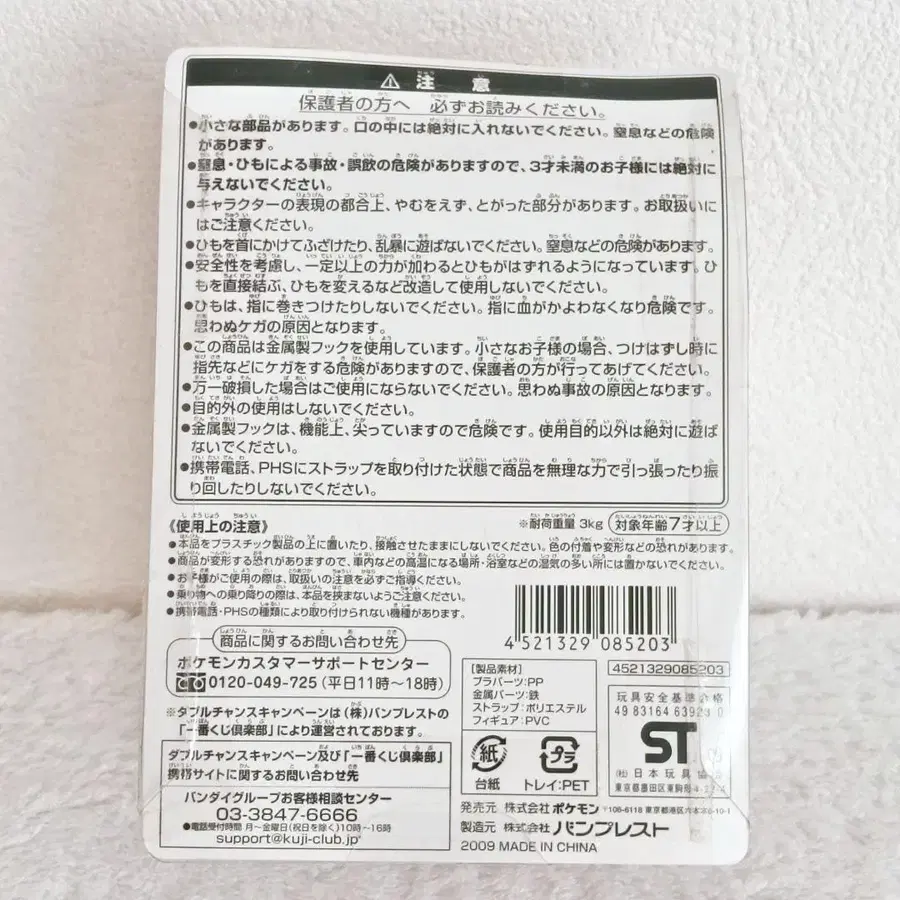 ⚠ 注意
保護者の方へ 必ずお読みください。
●小さな部品があります。口の中には絶対に入れないでください。窒息などの危険
があります。
●窒息・ひもによる事故・誤飲の危険がありますので、3才未満のお子様には絶対に
与えないでください。
●キャラクターの表現の都合上、やむをえず、とがった部分があります。お取扱いに
はご注意ください。
●ひもを首にかけてふざけたり、乱暴に遊ばないでください。窒息などの危険があります。
●安全性を考慮し、一定以上の力が加わるとひもがはずれるようになっています。ひ
もを直接結ぶ、ひもを変えるなど改造して使用しないでください。
●ひもは、指に巻きつけたりしないでください。指に血がかよわなくなり危険です。
思わぬケガの原因となります。
●この商品は金属製フックを使用しています。小さなお子様の場合、つけはずし時に
指先などにケガをする危険がありますので、保護者の方が行ってあげてください。
●万一破損した場合はご使用にならないでください。思わぬ事故の原因となります。
●目的外の使用はしないでください。
●金属製フックは、機能上、尖っていますので危険です。使用目的以外は絶対に遊ば
ないでください。
●携帯電話、PHSにストラップを取り付けた状態で商品を無理な力で引っ張ったり振
り回したりしないでください。
《使用上の注意》 ※耐荷重量 3kg 対象年齢7才以上
●本品をプラスチック製品の上に置いたり、接触させたままにしないでください。色の付着や変形などの恐れがあります。
●商品が変形する恐れがありますので、車内などの高温になる場所・浴室などの湿気の多い所には置かないでください。
●お子様がご使用の際は、取扱いの注意を必ずご指導ください。
●乗り物への乗り降りの際は、本品を挟まないようご注意ください。
●携帯電話・PHSの種類により取り付けられない機種があります。
商品に関するお問い合わせ先
ポケモンカスタマーサポートセンター
0120-049-725(平日11時〜18時)
※ダブルチャンスキャンペーンは(株)バンプレストの
「一番くじ倶楽部」により運営されております。
ダブルチャンスキャンペーン及び「一番くじ倶楽部」
携帯サイトに関するお問い合わせ先
バンダイグループお客様相談センター
03-3847-6666
●電話受付時間 月〜金曜日(祝日を除く)10時〜16時
support@kuji-club.jp
4 521329 085203
[製品素材]
プラパーツ:PP
金属パーツ:鉄
ストラップ:ポリエステル
フィギュア:PVC
4521329085203
玩具安全基準合格
ST
(社)日本玩具協
東京都墨田区東駒形
紙
台紙
プラ
トレイ:PET
発売元 株式会社 ポケモン 〒106-6118 東京都港区六本木6-10-1
製造元 株式会社 バンプレスト
2009 MADE IN CHINA